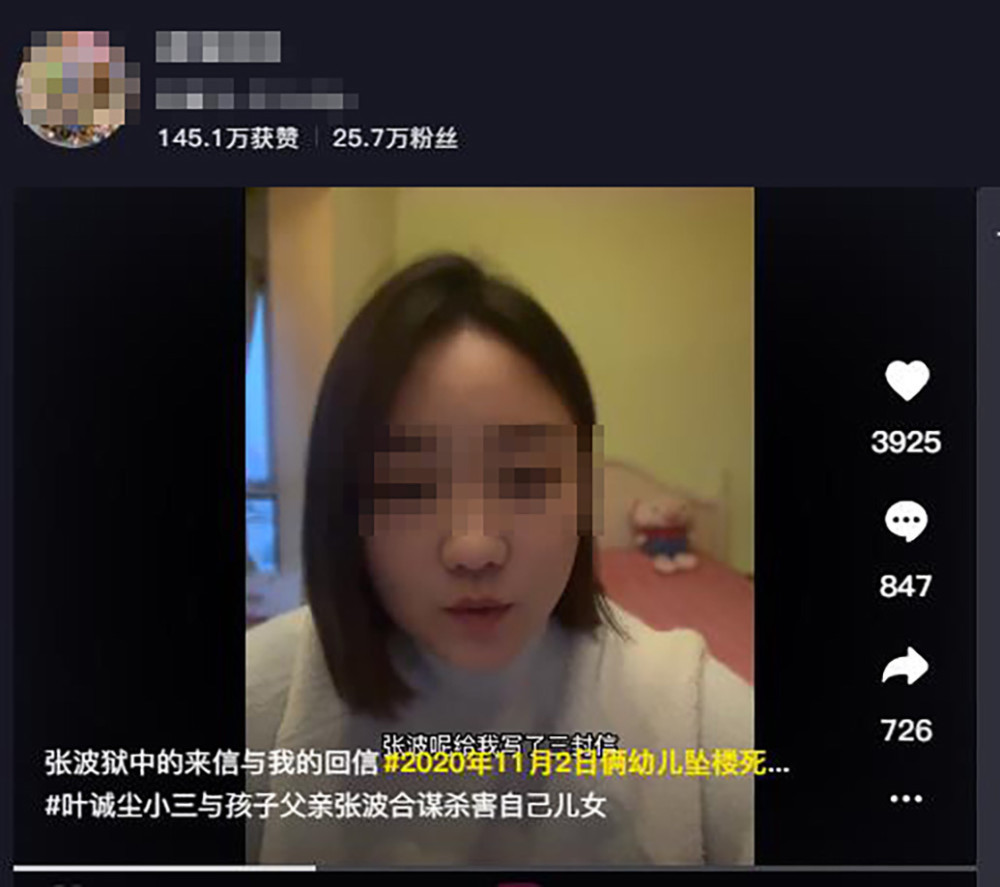 145.1万获赞 25.7万粉丝
3925
847
726
张波呢给我写了三封信
张波狱中的来信与我的回信#2020年11月2日俩幼儿坠楼死...
#叶诚尘小三与孩子父亲张波合谋杀害自己儿女